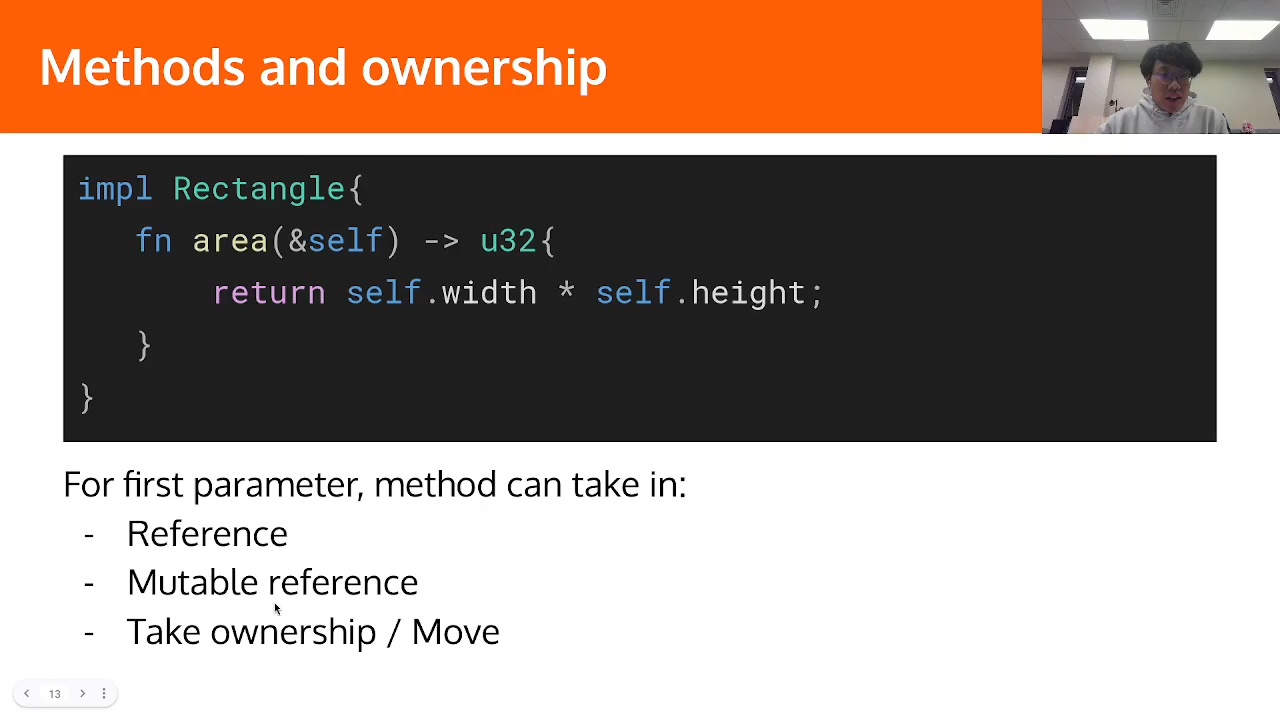 Methods and ownership
impl Rectangle{
fn area(&self) -> u32{
return self.width * self.height;
}
}
For first parameter, method can take in:
- Reference
- Mutable reference
- Take ownership / Move
13